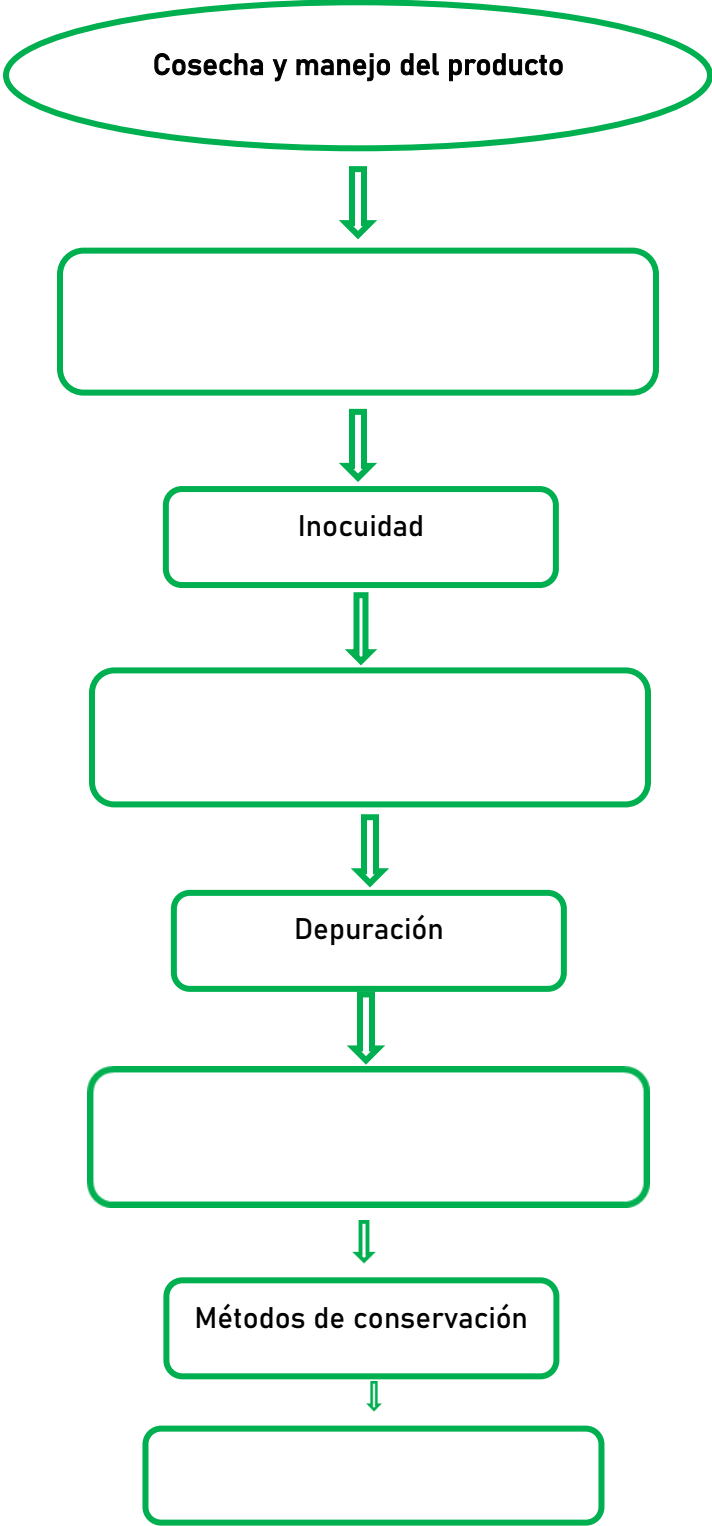 Cosecha y manejo del producto
Inocuidad
Depuración
Métodos de conservación